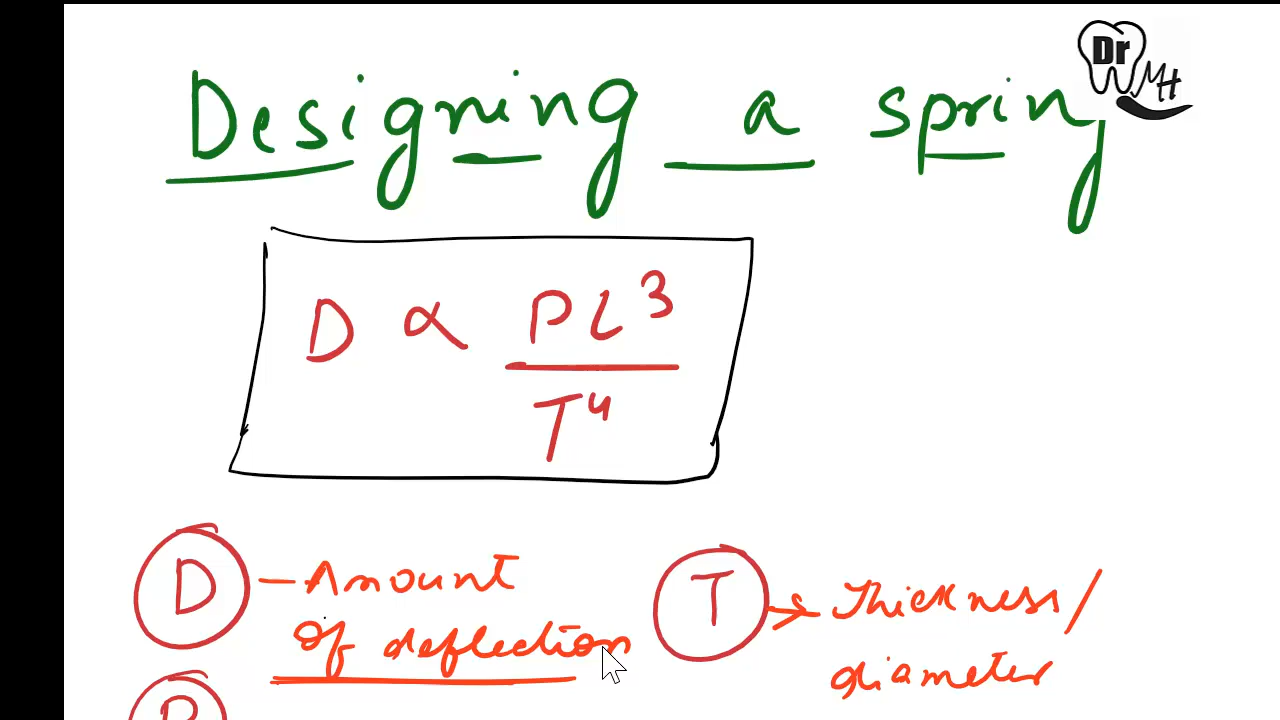 Designing a spring
Dr
MH
D ∝ PL³
T⁴
D - Amount
of deflection
T → Thickness/
diameter
P